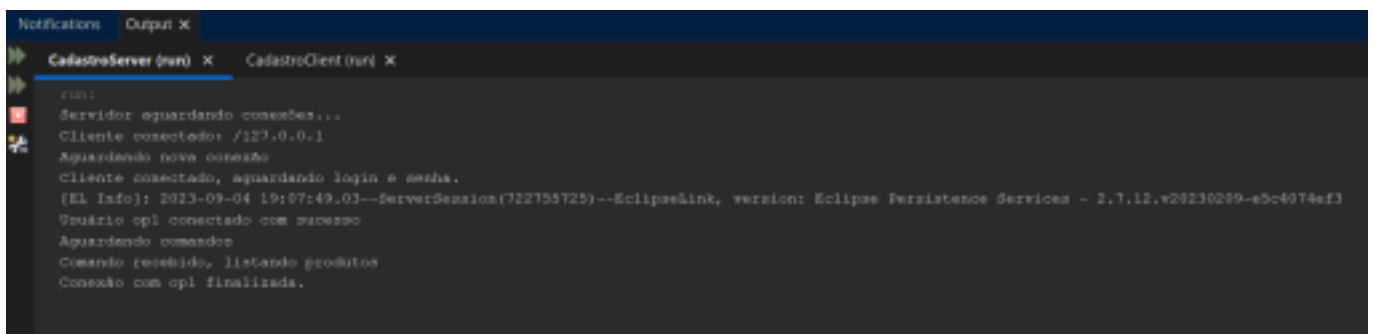 Notifications Output ×
CadastroServer (run) × CadastroClient (run) ×
run:
Servidor aguardando conexões...
Cliente conectado: /127.0.0.1
Aguardando nova conexão
Cliente conectado, aguardando login e senha.
[EL Info]: 2023-09-04 19:07:49.03--ServerSession(722755725)--EclipseLink, version: Eclipse Persistence Services - 2.7.12.v20230209-e5c4074ef3
Usuário op1 conectado com sucesso
Aguardando comandos
Comando recebido, listando produtos
Conexão com op1 finalizada.